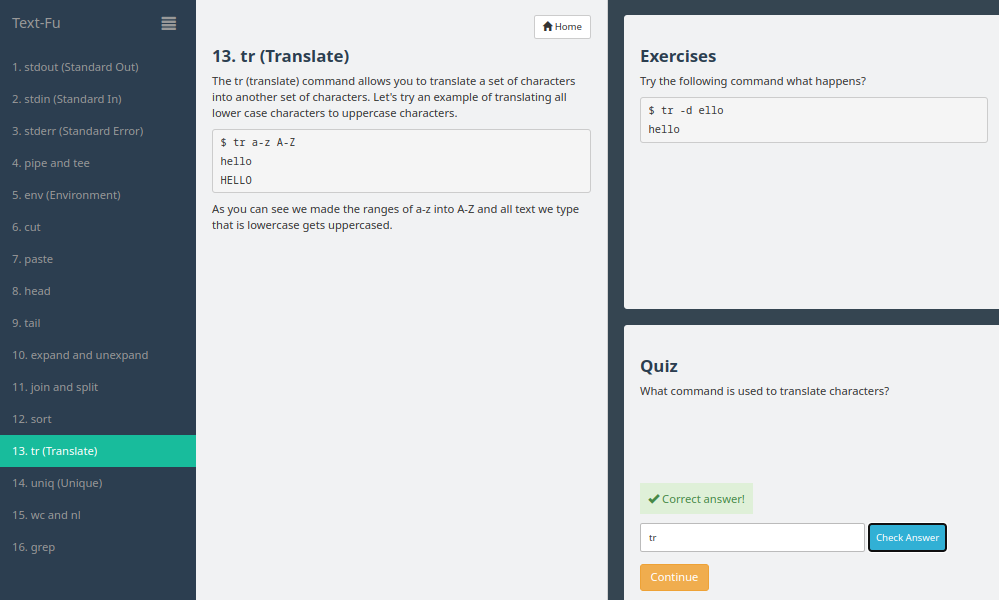 Text-Fu
1. stdout (Standard Out)
2. stdin (Standard In)
3. stderr (Standard Error)
4. pipe and tee
5. env (Environment)
6. cut
7. paste
8. head
9. tail
10. expand and unexpand
11. join and split
12. sort
13. tr (Translate)
14. uniq (Unique)
15. wc and nl
16. grep
Home
13. tr (Translate)
The tr (translate) command allows you to translate a set of characters
into another set of characters. Let's try an example of translating all
lower case characters to uppercase characters.
$ tr a-z A-Z
hello
HELLO
As you can see we made the ranges of a-z into A-Z and all text we type
that is lowercase gets uppercased.
Exercises
Try the following command what happens?
$ tr -d ello
hello
Quiz
What command is used to translate characters?
Correct answer!
tr
Check Answer
Continue